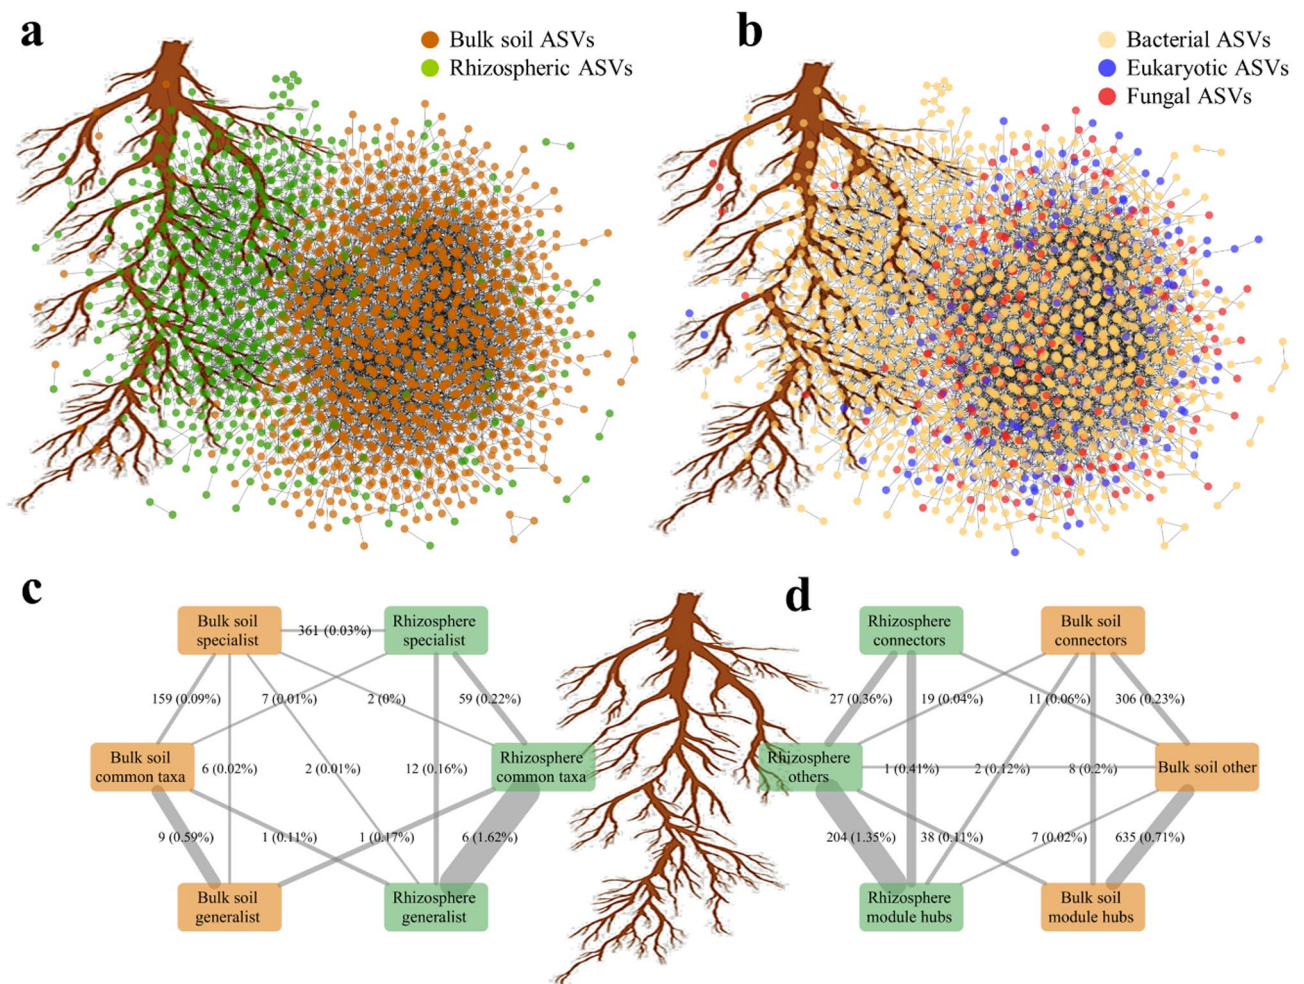 a
Bulk soil ASVs
Rhizospheric ASVs
b
Bacterial ASVs
Eukaryotic ASVs
Fungal ASVs
c
Bulk soil
specialist
361 (0.03%)
Rhizosphere
specialist
159 (0.09%)
7 (0.01%)
2 (0%)
59 (0.22%)
Bulk soil
common taxa
6 (0.02%)
2 (0.01%)
12 (0.16%)
Rhizosphere
common taxa
9 (0.59%)
1 (0.11%)
1 (0.17%)
6 (1.62%)
Bulk soil
generalist
Rhizosphere
generalist
d
Rhizosphere
connectors
Bulk soil
connectors
27 (0.36%)
19 (0.04%)
11 (0.06%)
306 (0.23%)
Rhizosphere
others
1 (0.41%)
2 (0.12%)
8 (0.2%)
Bulk soil other
204 (1.35%)
38 (0.11%)
7 (0.02%)
635 (0.71%)
Rhizosphere
module hubs
Bulk soil
module hubs